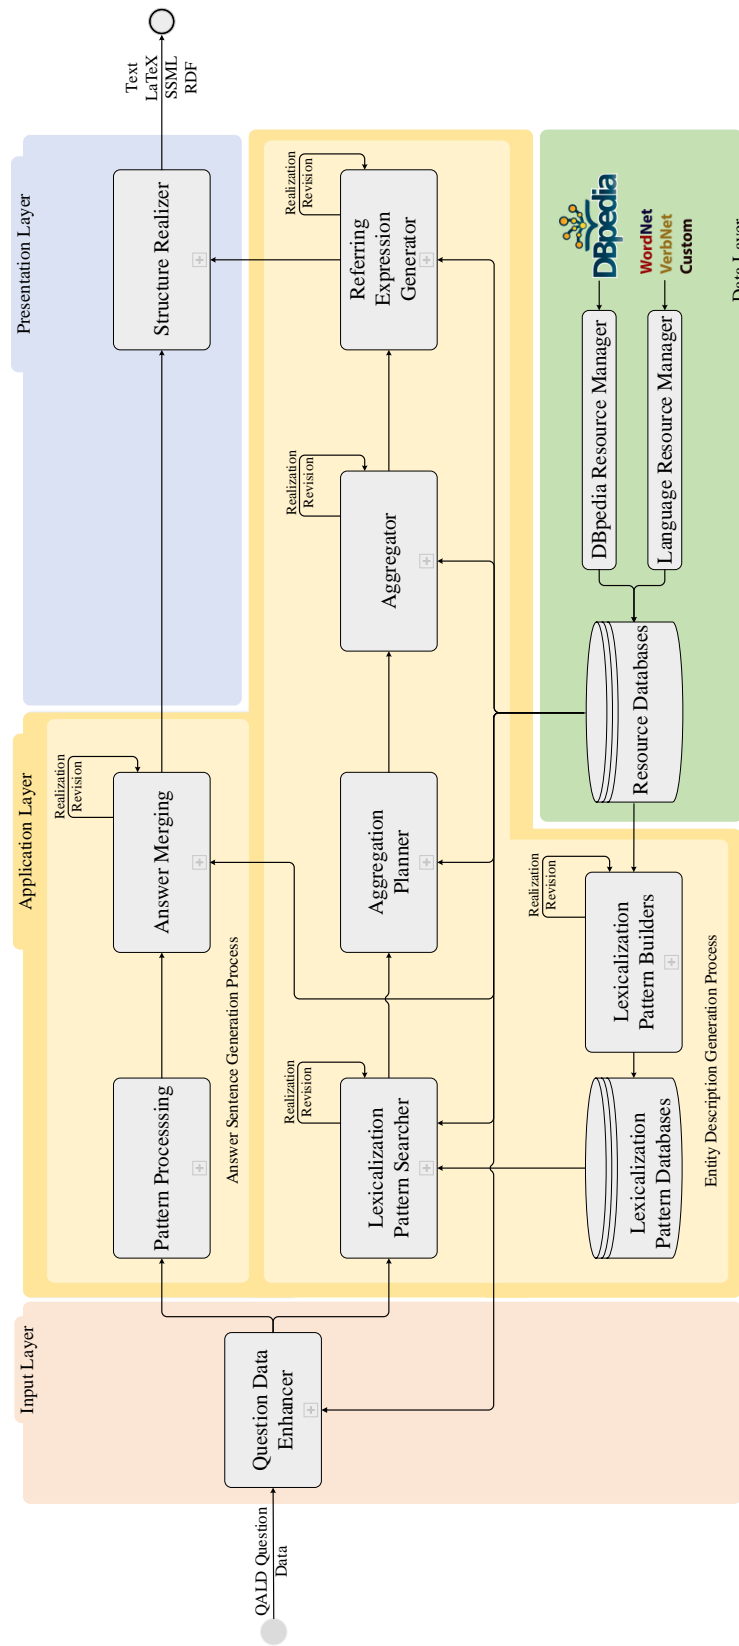 Input Layer
QALD Question
Data
Question Data
Enhancer
Application Layer
Pattern Processsing
Realization
Revision
Answer Merging
Answer Sentence Generation Process
Realization
Revision
Lexicalization
Pattern Searcher
Aggregation
Planner
Realization
Revision
Aggregator
Realization
Revision
Referring
Expression
Generator
Lexicalization
Pattern Databases
Realization
Revision
Lexicalization
Pattern Builders
Entity Description Generation Process
Presentation Layer
Structure Realizer
Text
LaTeX
SSML
RDF
Resource Databases
DBpedia Resource Manager
Language Resource Manager
DBpedia
WordNet
VerbNet
Custom
Data Layer